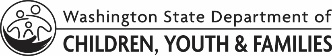 Washington State Department of
CHILDREN, YOUTH & FAMILIES